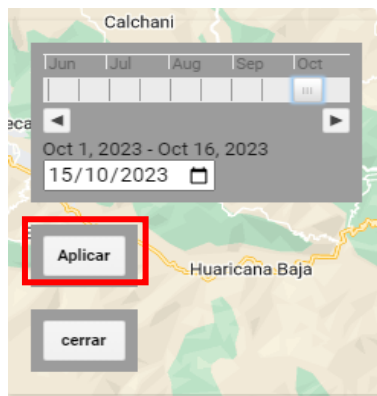 Calchani
Jun Jul Aug Sep Oct
eca
Oct 1, 2023 - Oct 16, 2023
15/10/2023
Aplicar
Huaricana Baja
cerrar